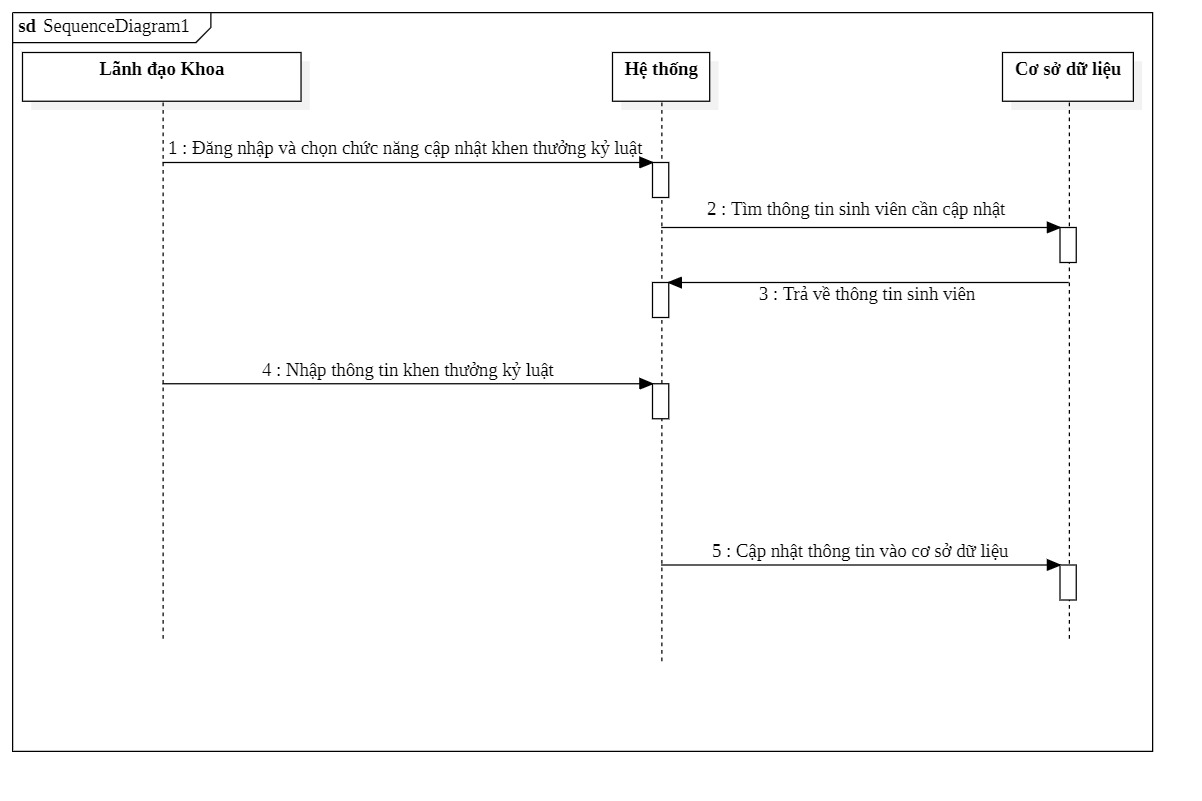 sd SequenceDiagram1
Lãnh đạo Khoa
Hệ thống
Cơ sở dữ liệu
1 : Đăng nhập và chọn chức năng cập nhật khen thưởng kỷ luật
2 : Tìm thông tin sinh viên cần cập nhật
3 : Trả về thông tin sinh viên
4 : Nhập thông tin khen thưởng kỷ luật
5 : Cập nhật thông tin vào cơ sở dữ liệu